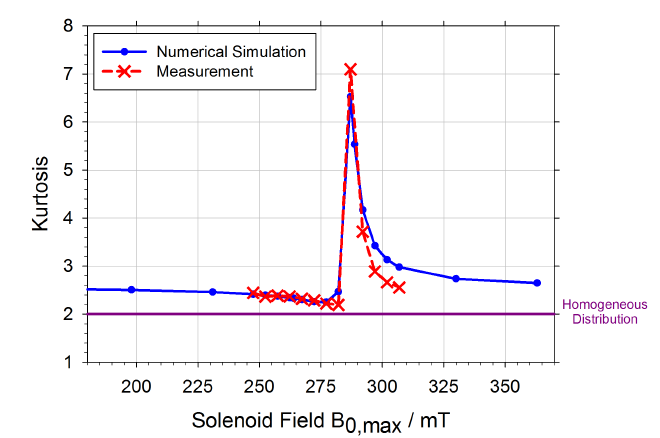 8
7
6
5
4
3
2
1
Kurtosis
Numerical Simulation
Measurement
Homogeneous
Distribution
200 225 250 275 300 325 350
Solenoid Field B0,max / mT